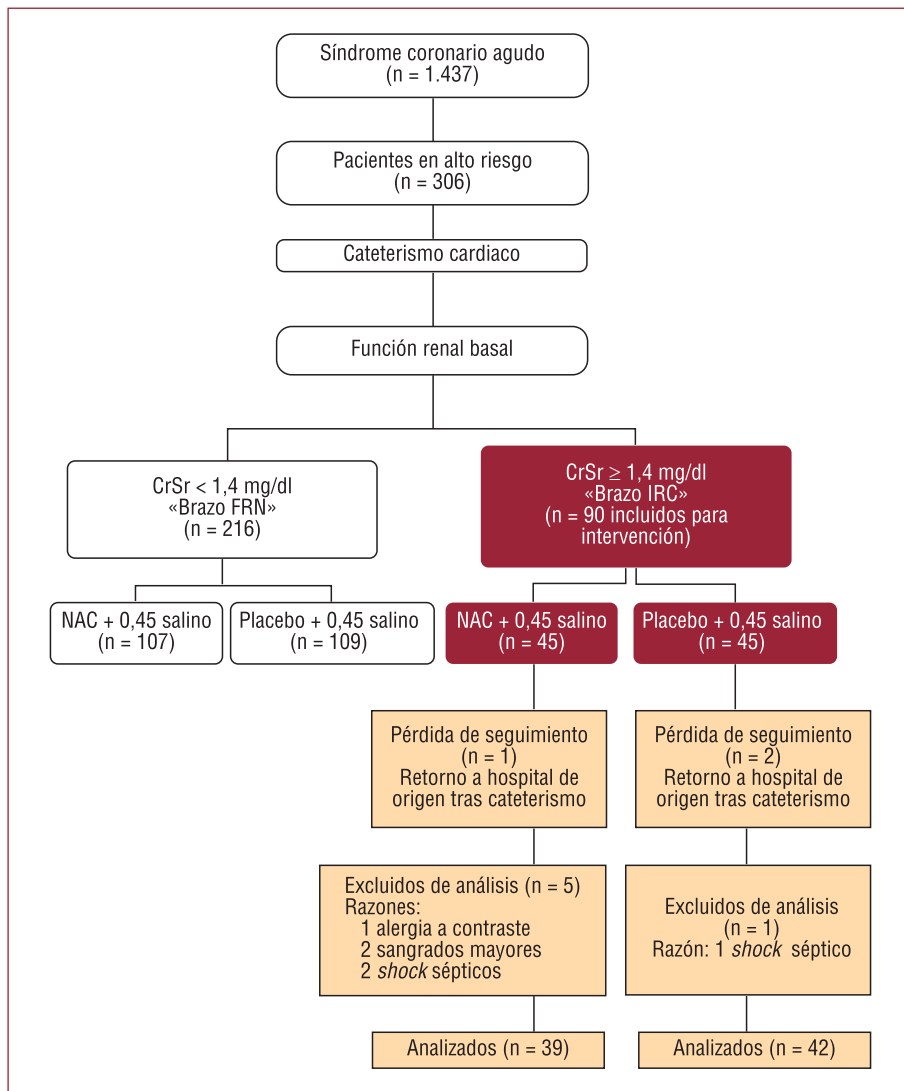 Síndrome coronario agudo
(n = 1.437)
Pacientes en alto riesgo
(n = 306)
Cateterismo cardiaco
Función renal basal
CrSr < 1,4 mg/dl
«Brazo FRN»
(n = 216)
CrSr ≥ 1,4 mg/dl
«Brazo IRC»
(n = 90 incluidos para
intervención)
NAC + 0,45 salino
(n = 107)
Placebo + 0,45 salino
(n = 109)
NAC + 0,45 salino
(n = 45)
Placebo + 0,45 salino
(n = 45)
Pérdida de seguimiento
(n = 1)
Retorno a hospital de
origen tras cateterismo
Pérdida de seguimiento
(n = 2)
Retorno a hospital de
origen tras cateterismo
Excluidos de análisis (n = 5)
Razones:
1 alergia a contraste
2 sangrados mayores
2 shock sépticos
Excluidos de análisis
(n = 1)
Razón: 1 shock séptico
Analizados (n = 39)
Analizados (n = 42)